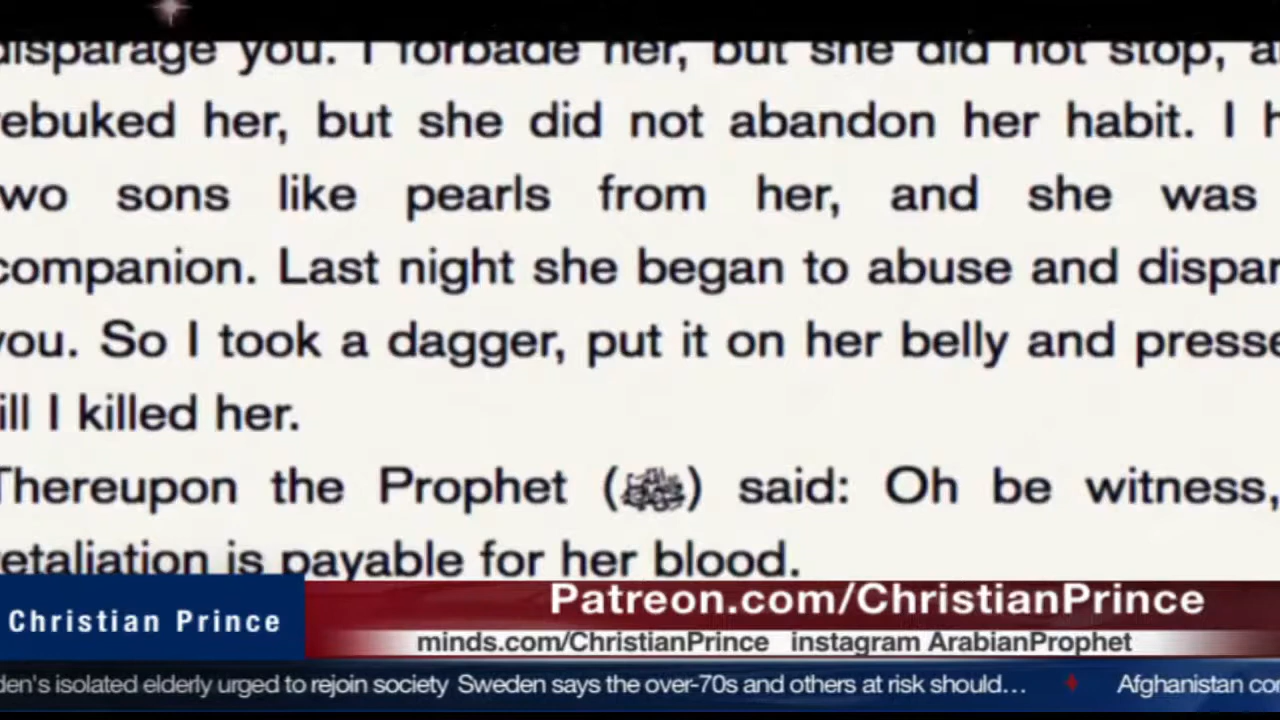 disparage you. I forbade her, but she did not stop, a
ebuked her, but she did not abandon her habit. I h
wo sons like pearls from her, and she was
companion. Last night she began to abuse and dispar
you. So I took a dagger, put it on her belly and presse
ill I killed her.
Thereupon the Prophet (ﷺ) said: Oh be witness,
etaliation is payable for her blood.
Christian Prince
Patreon.com/ChristianPrince
minds.com/ChristianPrince instagram ArabianProphet
den's isolated elderly urged to rejoin society Sweden says the over-70s and others at risk should... Afghanistan cor